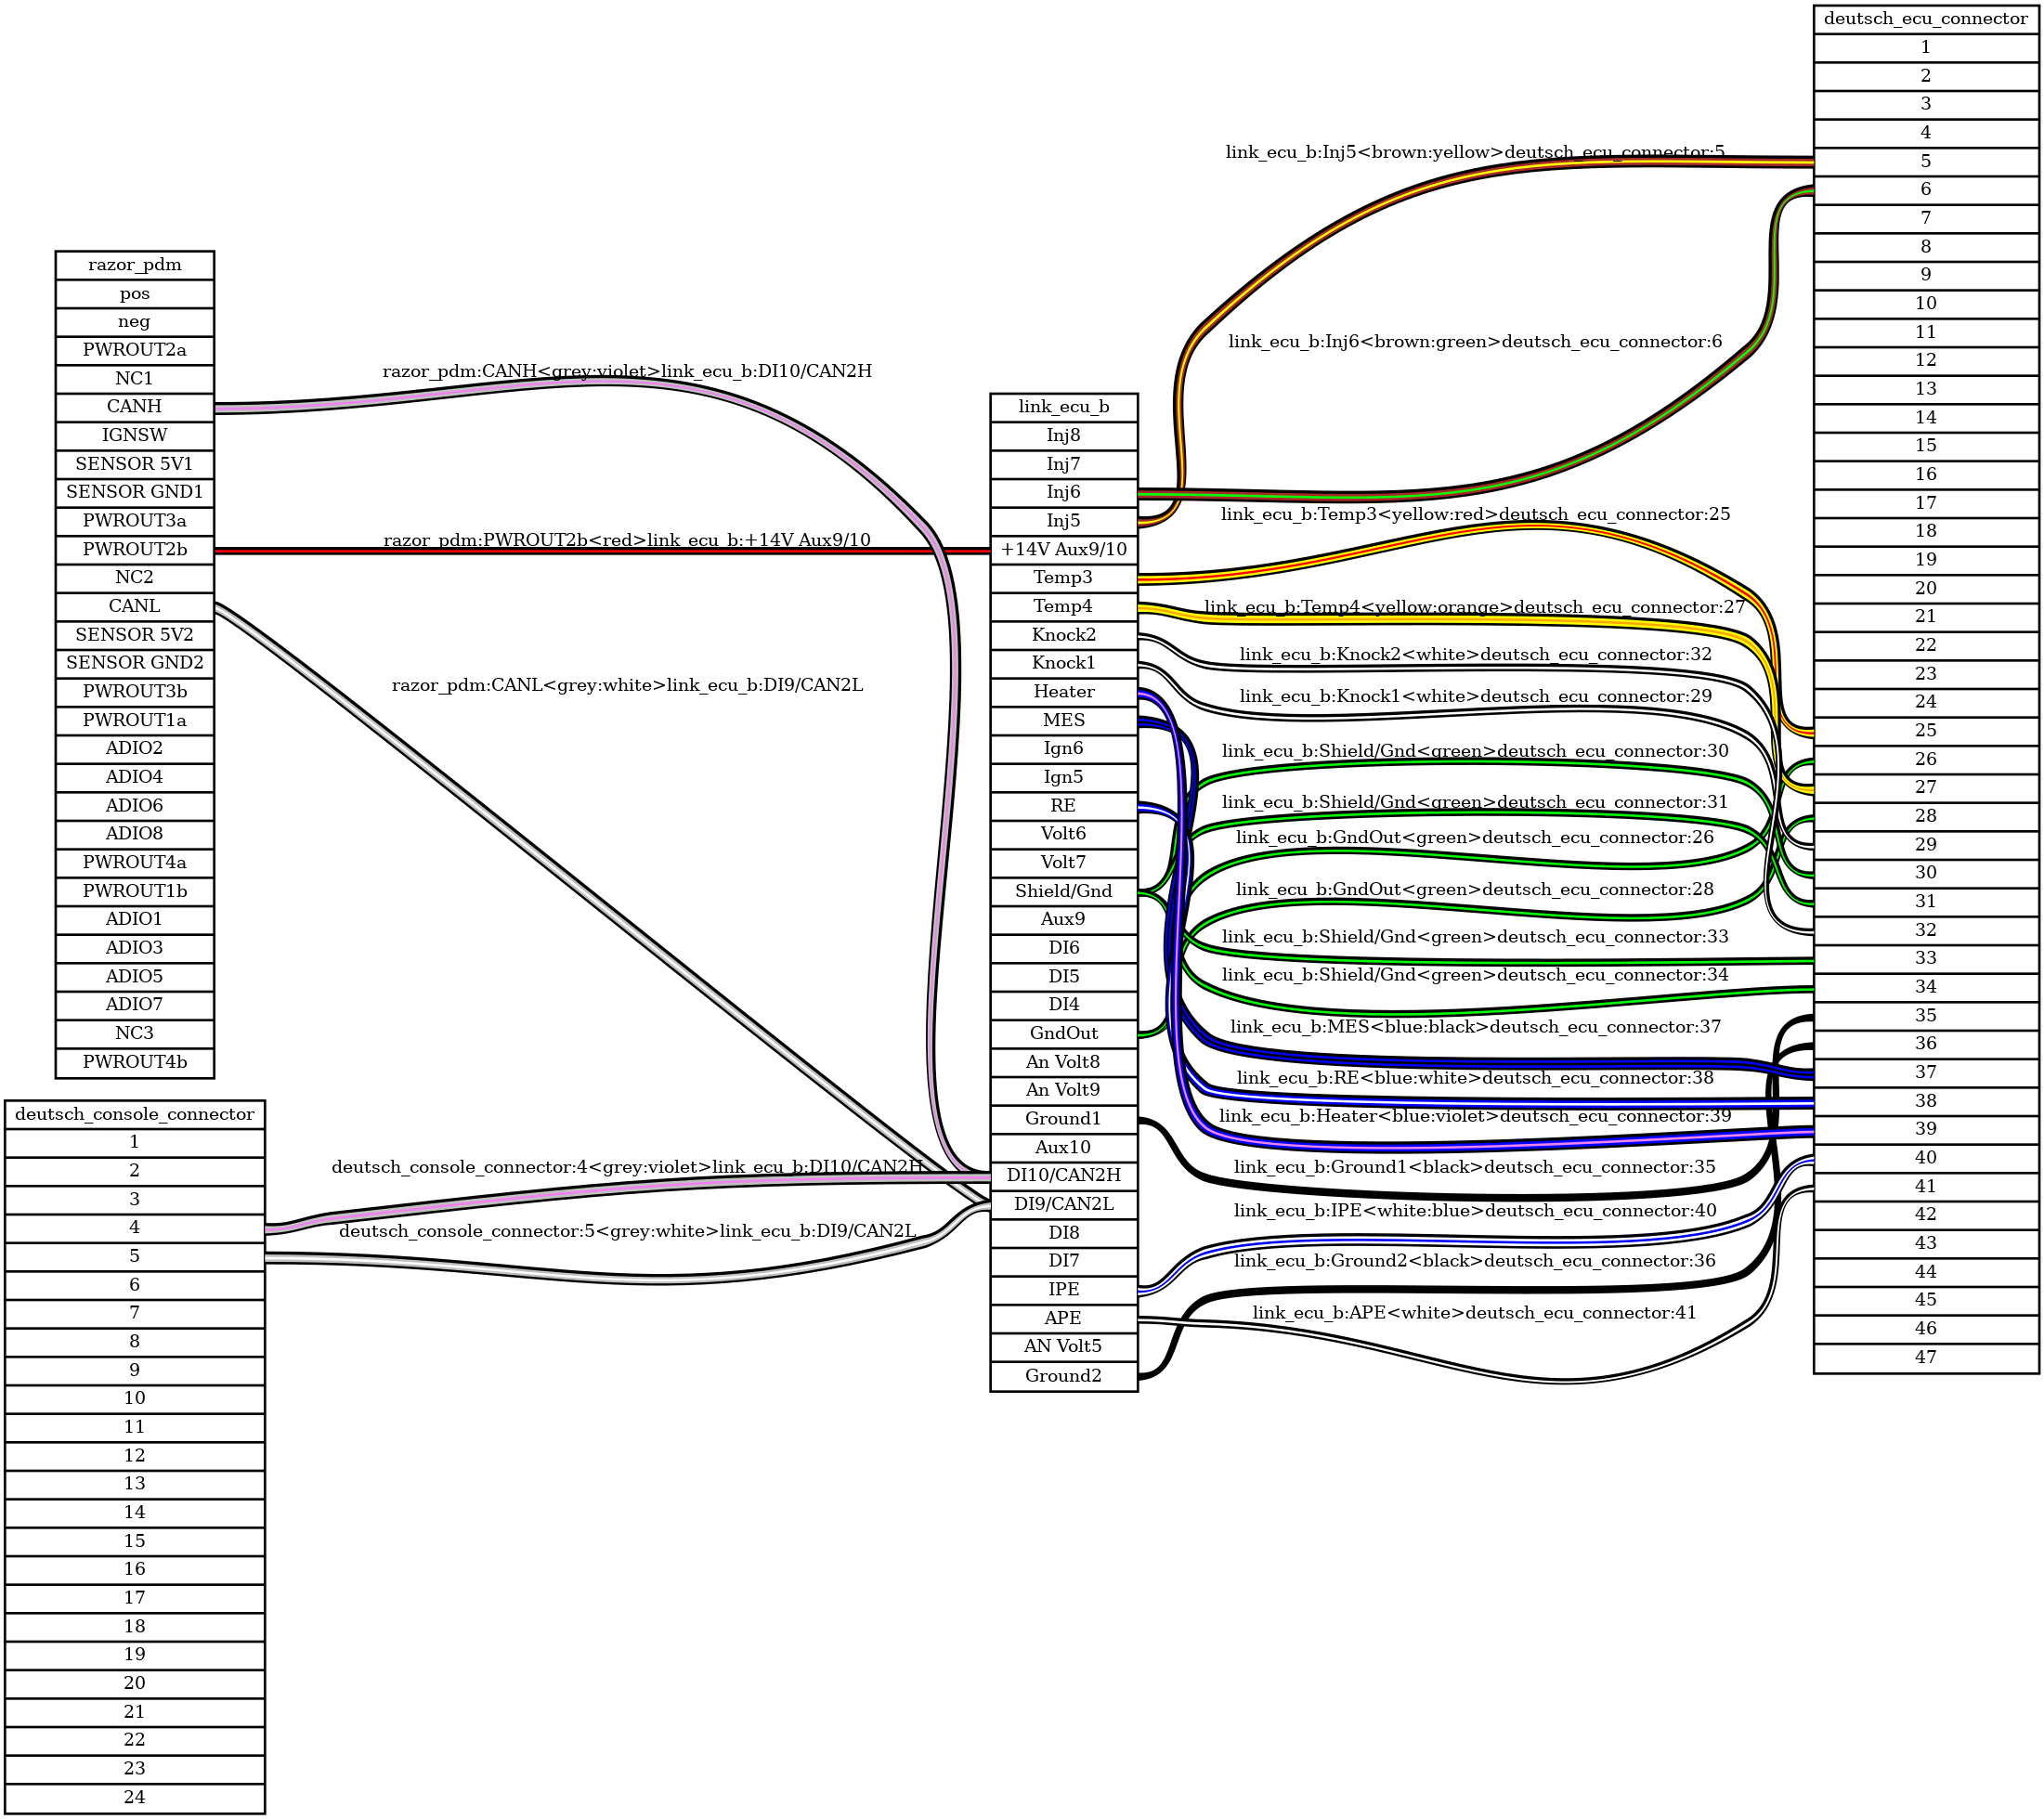 razor_pdm
pos
neg
PWROUT2a
NC1
CANH
IGNSW
SENSOR 5V1
SENSOR GND1
PWROUT3a
PWROUT2b
NC2
CANL
SENSOR 5V2
SENSOR GND2
PWROUT3b
PWROUT1a
ADIO2
ADIO4
ADIO6
ADIO8
PWROUT4a
PWROUT1b
ADIO1
ADIO3
ADIO5
ADIO7
NC3
PWROUT4b
deutsch_console_connector
1
2
3
4
5
6
7
8
9
10
11
12
13
14
15
16
17
18
19
20
21
22
23
24
razor_pdm:CANH<grey:violet>link_ecu_b:DI10/CAN2H
razor_pdm:PWROUT2b<red>link_ecu_b:+14V Aux9/10
razor_pdm:CANL<grey:white>link_ecu_b:DI9/CAN2L
deutsch_console_connector:4<grey:violet>link_ecu_b:DI10/CAN2H
deutsch_console_connector:5<grey:white>link_ecu_b:DI9/CAN2L
link_ecu_b
Inj8
Inj7
Inj6
Inj5
+14V Aux9/10
Temp3
Temp4
Knock2
Knock1
Heater
MES
Ign6
Ign5
RE
Volt6
Volt7
Shield/Gnd
Aux9
DI6
DI5
DI4
GndOut
An Volt8
An Volt9
Ground1
Aux10
DI10/CAN2H
DI9/CAN2L
DI8
DI7
IPE
APE
AN Volt5
Ground2
link_ecu_b:Inj5<brown:yellow>deutsch_ecu_connector:5
link_ecu_b:Inj6<brown:green>deutsch_ecu_connector:6
link_ecu_b:Temp3<yellow:red>deutsch_ecu_connector:25
link_ecu_b:Temp4<yellow:orange>deutsch_ecu_connector:27
link_ecu_b:Knock2<white>deutsch_ecu_connector:32
link_ecu_b:Knock1<white>deutsch_ecu_connector:29
link_ecu_b:Shield/Gnd<green>deutsch_ecu_connector:30
link_ecu_b:Shield/Gnd<green>deutsch_ecu_connector:31
link_ecu_b:GndOut<green>deutsch_ecu_connector:26
link_ecu_b:GndOut<green>deutsch_ecu_connector:28
link_ecu_b:Shield/Gnd<green>deutsch_ecu_connector:33
link_ecu_b:Shield/Gnd<green>deutsch_ecu_connector:34
link_ecu_b:MES<blue:black>deutsch_ecu_connector:37
link_ecu_b:RE<blue:white>deutsch_ecu_connector:38
link_ecu_b:Heater<blue:violet>deutsch_ecu_connector:39
link_ecu_b:Ground1<black>deutsch_ecu_connector:35
link_ecu_b:IPE<white:blue>deutsch_ecu_connector:40
link_ecu_b:Ground2<black>deutsch_ecu_connector:36
link_ecu_b:APE<white>deutsch_ecu_connector:41
deutsch_ecu_connector
1
2
3
4
5
6
7
8
9
10
11
12
13
14
15
16
17
18
19
20
21
22
23
24
25
26
27
28
29
30
31
32
33
34
35
36
37
38
39
40
41
42
43
44
45
46
47